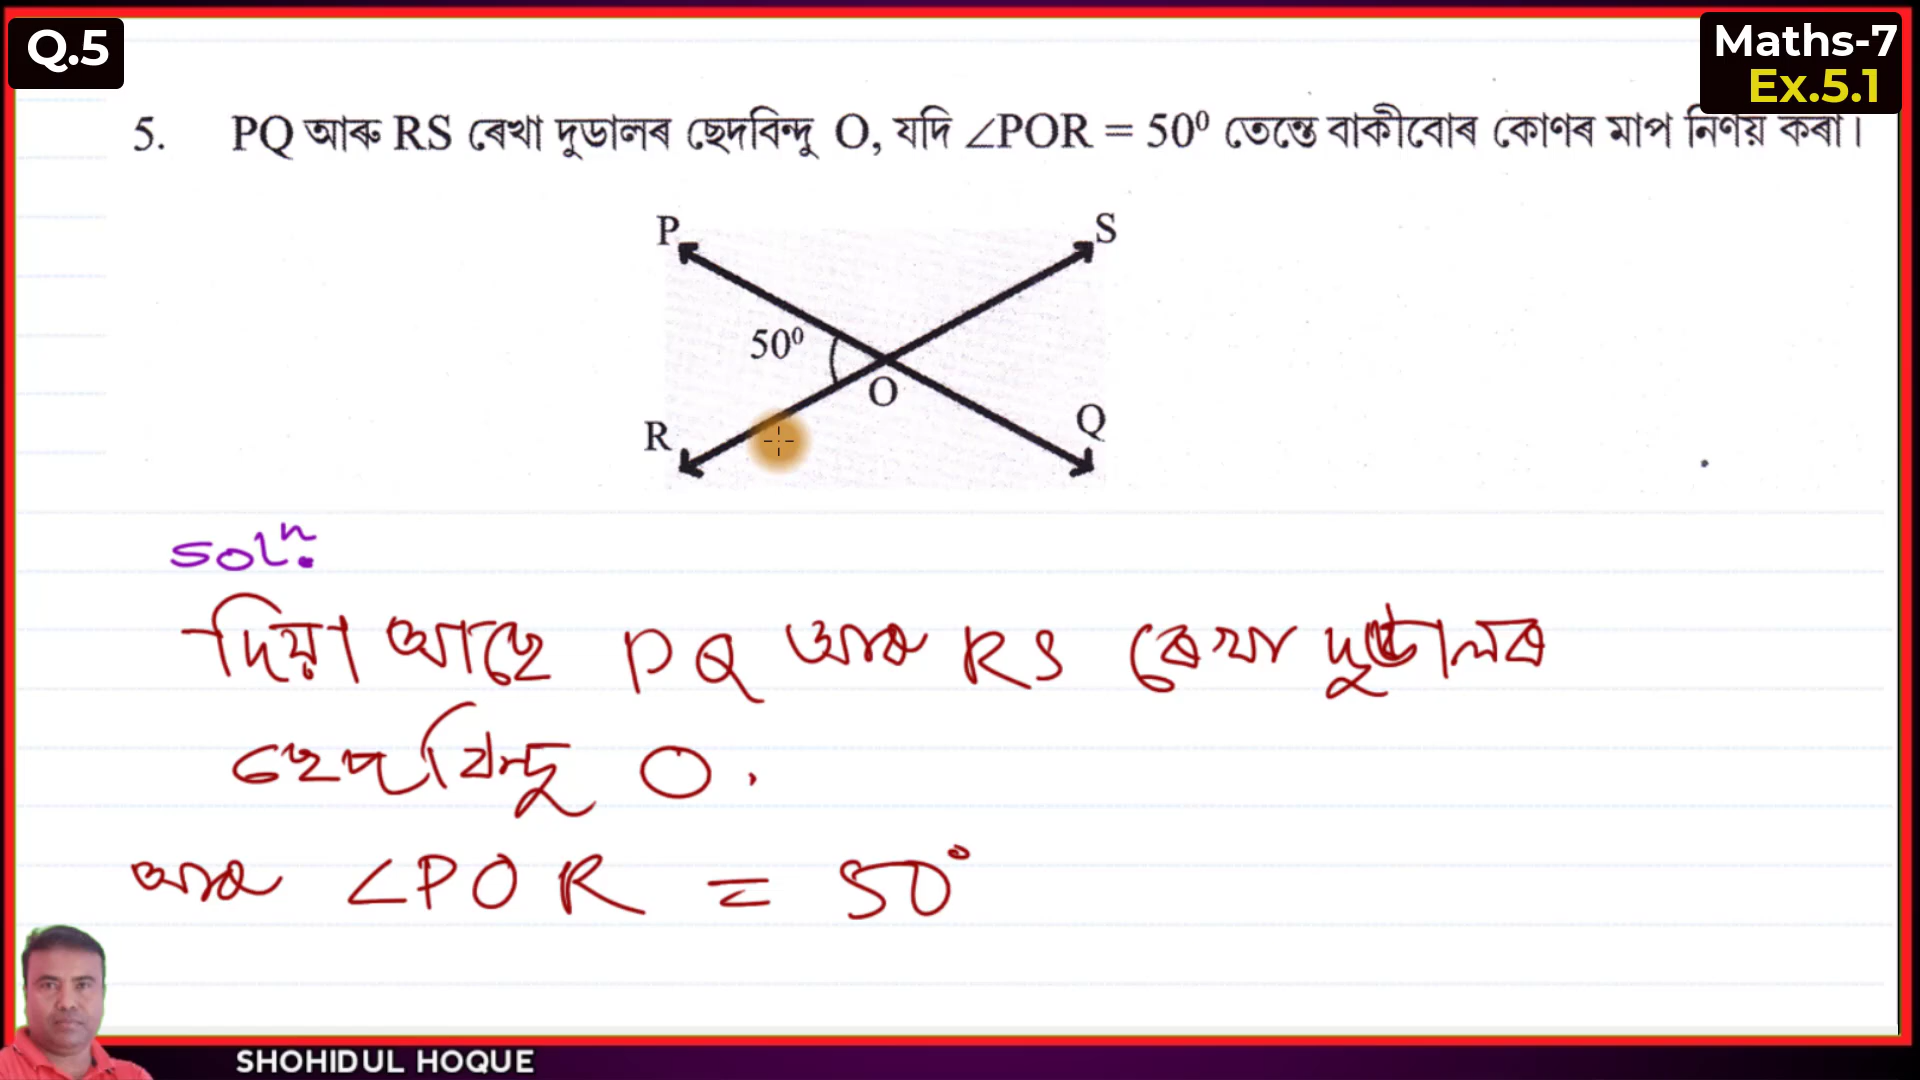 Q.5
Maths-7
Ex.5.1
5. PQ আৰু RS ৰেখা দুডালৰ ছেদবিন্দু O, যদি ∠POR = 50⁰ তেন্তে বাকীবোৰ কোণৰ মাপ নিৰ্ণয় কৰা।
P
S
50⁰
O
R
Q
Solⁿ:
দিয়া আছে PQ আৰু RS ৰেখা দুডালৰ
ছেদবিন্দু O.
আৰু ∠POR = 50°
SHOHIDUL HOQUE